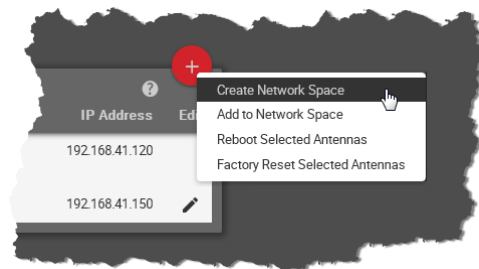 +
?
Create Network Space
IP Address Edi
Add to Network Space
192.168.41.120
Reboot Selected Antennas
Factory Reset Selected Antennas
192.168.41.150